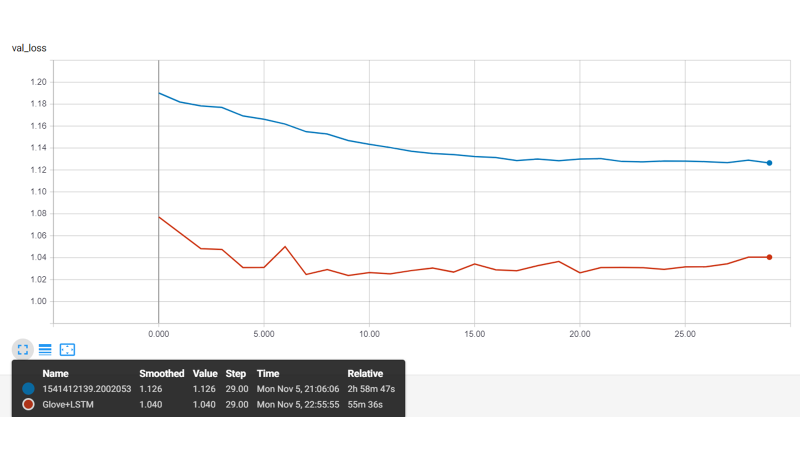 val_loss
1.20
1.18
1.16
1.14
1.12
1.10
1.08
1.06
1.04
1.02
1.00
0.000 5.000 10.00 15.00 20.00 25.00
Name Smoothed Value Step Time Relative
1541412139.2002053 1.126 1.126 29.00 Mon Nov 5, 21:06:06 2h 58m 47s
Glove+LSTM 1.040 1.040 29.00 Mon Nov 5, 22:55:55 55m 36s